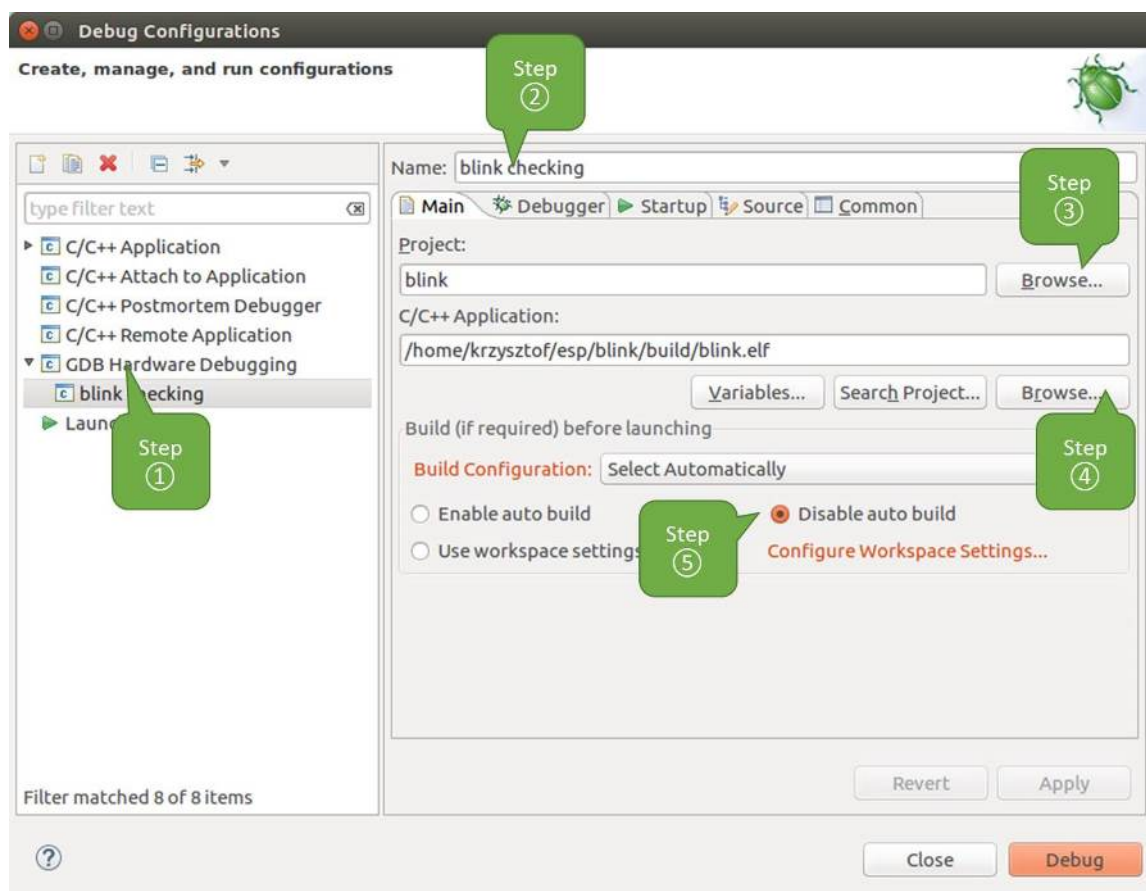 Debug Configurations
Create, manage, and run configurations
Step
②
Name: blink checking
type filter text
Main Debugger Startup Source Common
Step
③
C/C++ Application
C/C++ Attach to Application
C/C++ Postmortem Debugger
C/C++ Remote Application
GDB Hardware Debugging
blink checking
Step
①
Project:
blink
Browse...
C/C++ Application:
/home/krzysztof/esp/blink/build/blink.elf
Variables... Search Project... Browse...
Step
④
Build (if required) before launching
Build Configuration: Select Automatically
Enable auto build
Disable auto build
Use workspace settings
Configure Workspace Settings...
Step
⑤
Revert Apply
Filter matched 8 of 8 items
Close Debug